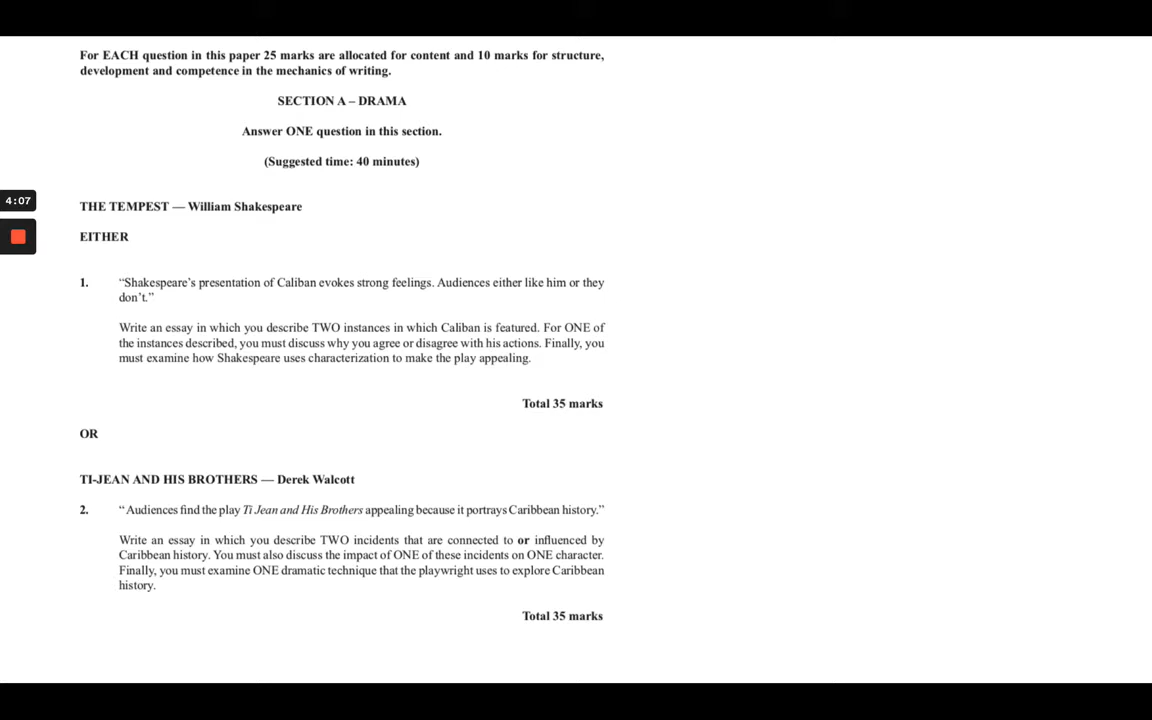 For EACH question in this paper 25 marks are allocated for content and 10 marks for structure,
development and competence in the mechanics of writing.
SECTION A – DRAMA
Answer ONE question in this section.
(Suggested time: 40 minutes)
4:07
THE TEMPEST — William Shakespeare
EITHER
1. “Shakespeare’s presentation of Caliban evokes strong feelings. Audiences either like him or they
don’t.”
Write an essay in which you describe TWO instances in which Caliban is featured. For ONE of
the instances described, you must discuss why you agree or disagree with his actions. Finally, you
must examine how Shakespeare uses characterization to make the play appealing.
Total 35 marks
OR
TI-JEAN AND HIS BROTHERS — Derek Walcott
2. “ Audiences find the play Ti Jean and His Brothers appealing because it portrays Caribbean history.”
Write an essay in which you describe TWO incidents that are connected to or influenced by
Caribbean history. You must also discuss the impact of ONE of these incidents on ONE character.
Finally, you must examine ONE dramatic technique that the playwright uses to explore Caribbean
history.
Total 35 marks